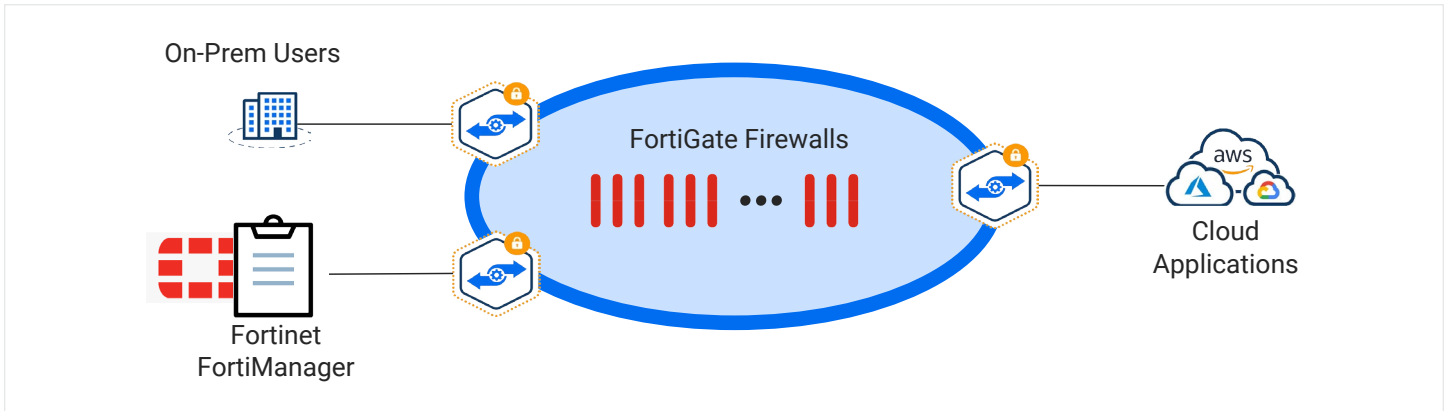 On-Prem Users
FortiGate Firewalls
aws
Cloud
Applications
Fortinet
FortiManager